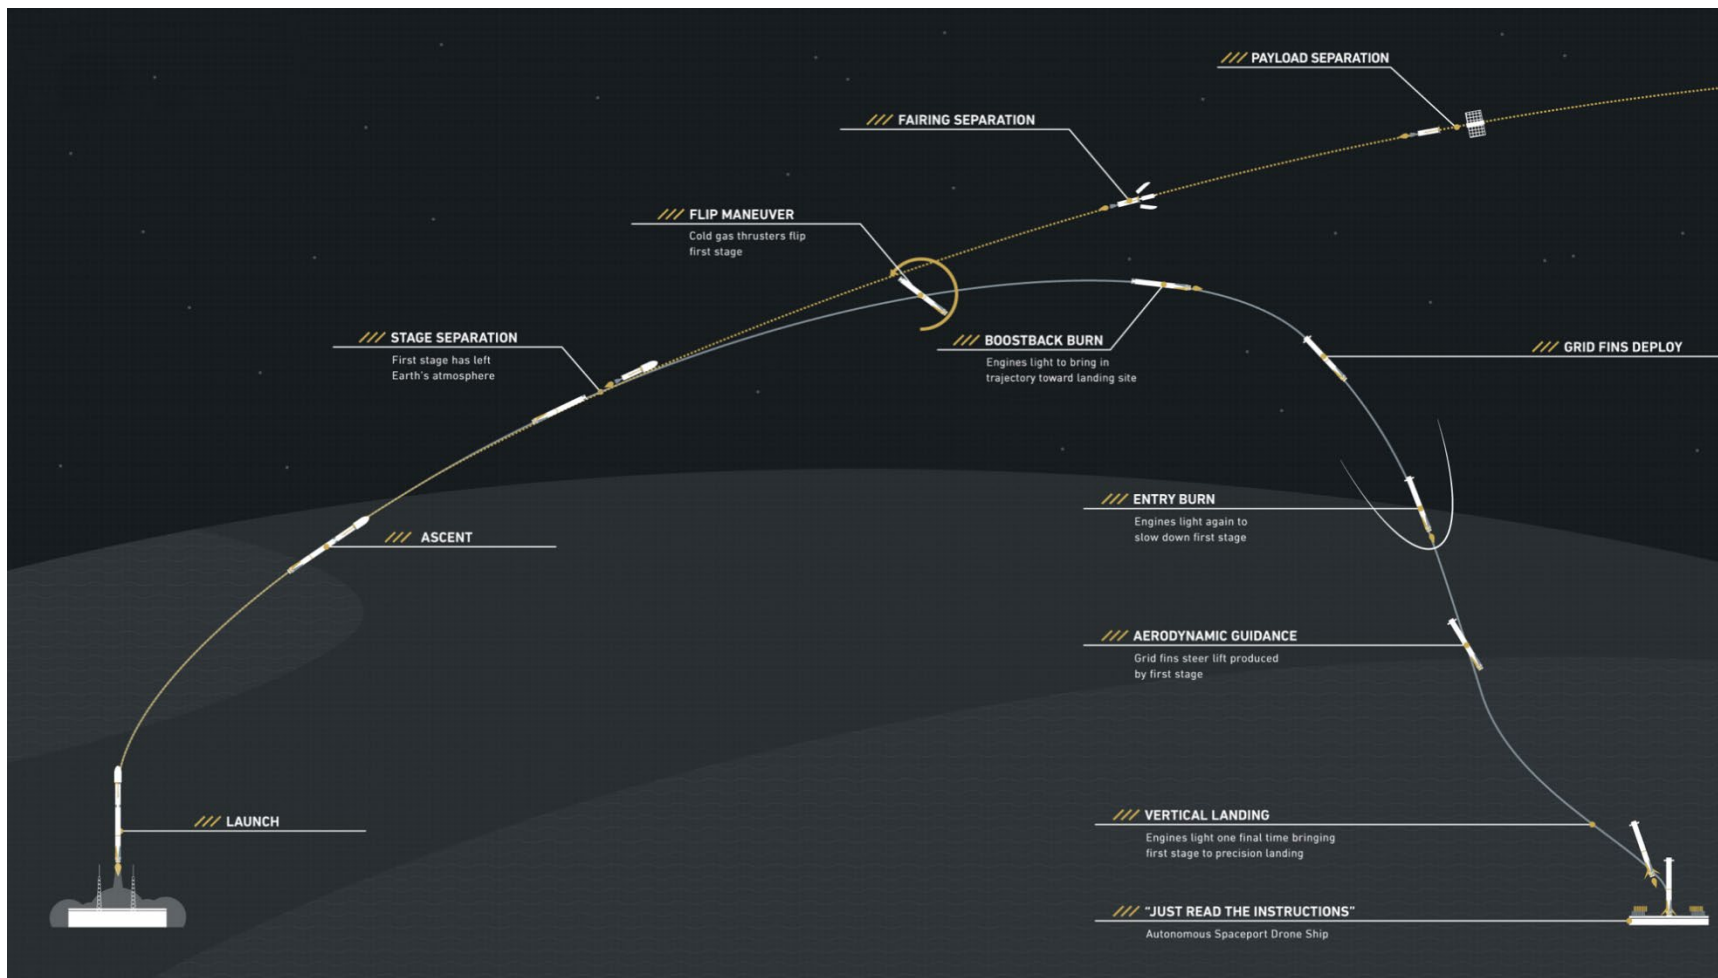 /// PAYLOAD SEPARATION
/// FAIRING SEPARATION
/// FLIP MANEUVER
Cold gas thrusters flip
first stage
/// STAGE SEPARATION
First stage has left
Earth's atmosphere
/// BOOSTBACK BURN
Engines light to bring in
trajectory toward landing site
/// GRID FINS DEPLOY
/// ENTRY BURN
Engines light again to
slow down first stage
/// ASCENT
/// AERODYNAMIC GUIDANCE
Grid fins steer lift produced
by first stage
/// LAUNCH
/// VERTICAL LANDING
Engines light one final time bringing
first stage to precision landing
/// “JUST READ THE INSTRUCTIONS”
Autonomous Spaceport Drone Ship